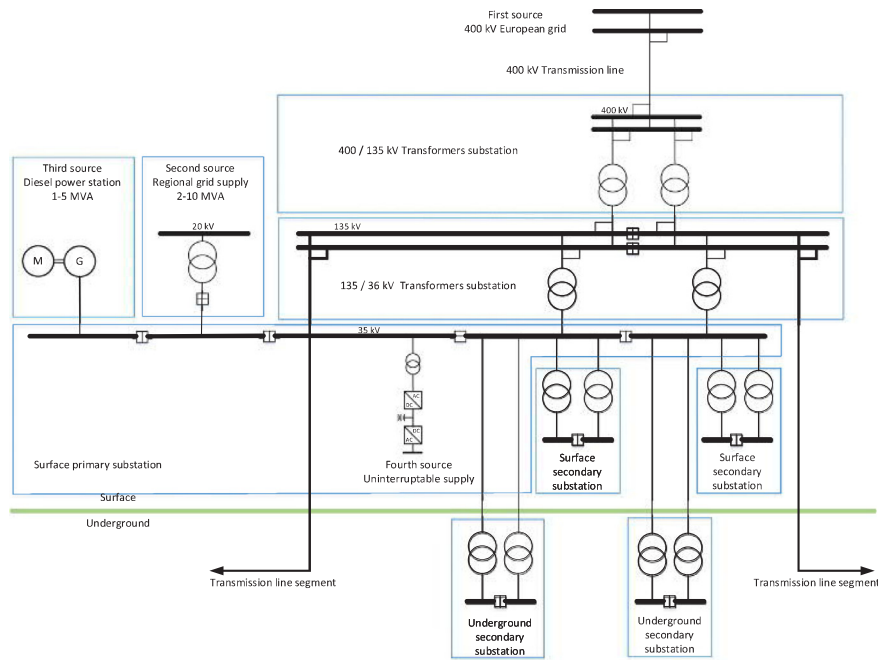 First source
400 kV European grid
400 kV Transmission line
400 kV
400 / 135 kV Transformers substation
Third source
Diesel power station
1-5 MVA
Second source
Regional grid supply
2-10 MVA
20 kV
135 kV
M
G
135 / 36 kV Transformers substation
35 kV
AC
DC
DC
AC
Surface primary substation
Fourth source
Uninterruptable supply
Surface
secondary
substation
Surface
secondary
substation
Surface
Underground
Transmission line segment
Transmission line segment
Underground
secondary
substation
Underground
secondary
substation